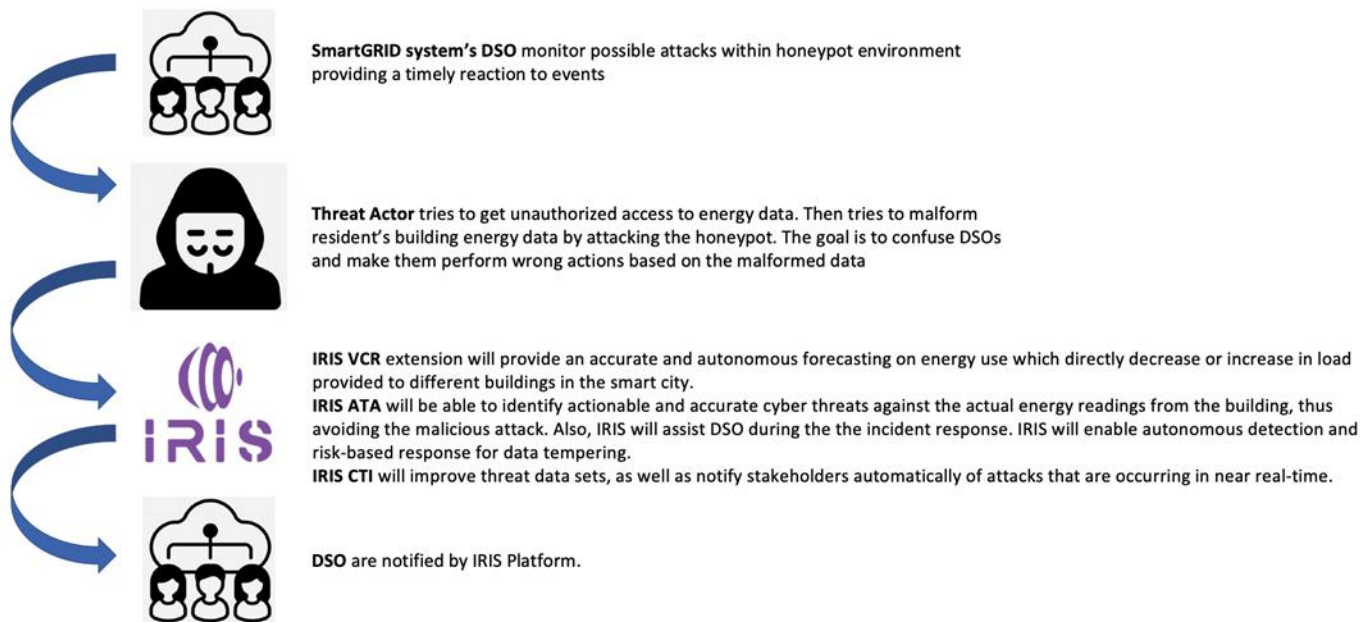 SmartGRID system's DSO monitor possible attacks within honeypot environment
providing a timely reaction to events
Threat Actor tries to get unauthorized access to energy data. Then tries to malform
resident's building energy data by attacking the honeypot. The goal is to confuse DSOs
and make them perform wrong actions based on the malformed data
IRIS
IRIS VCR extension will provide an accurate and autonomous forecasting on energy use which directly decrease or increase in load
provided to different buildings in the smart city.
IRIS ATA will be able to identify actionable and accurate cyber threats against the actual energy readings from the building, thus
avoiding the malicious attack. Also, IRIS will assist DSO during the the incident response. IRIS will enable autonomous detection and
risk-based response for data tempering.
IRIS CTI will improve threat data sets, as well as notify stakeholders automatically of attacks that are occurring in near real-time.
DSO are notified by IRIS Platform.